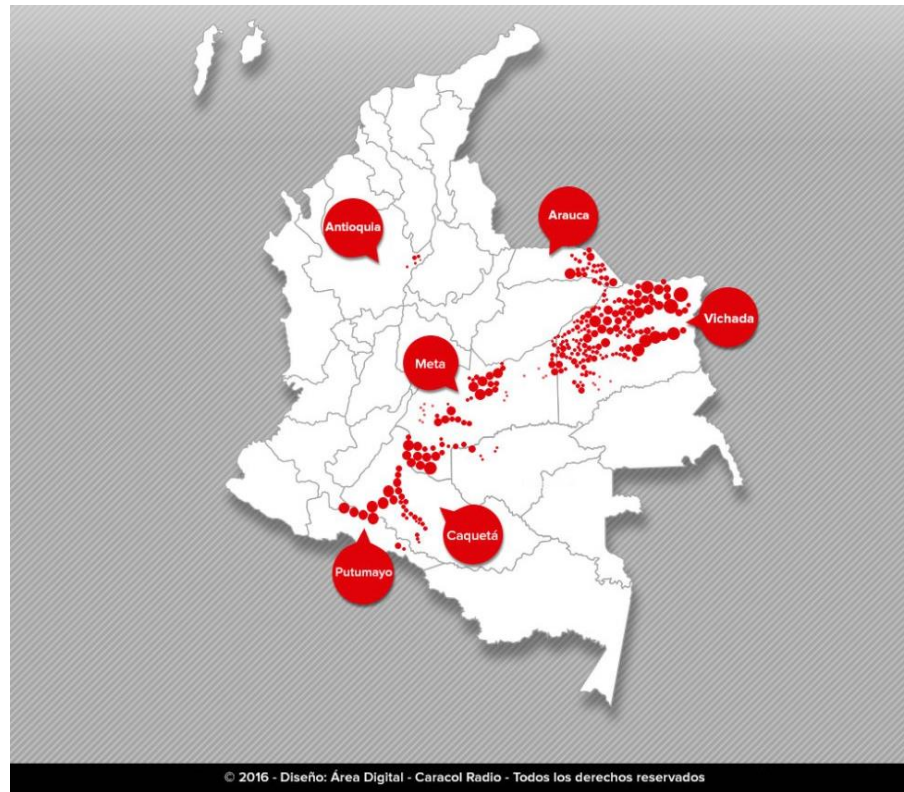 Arauca
Antioquia
Vichada
Meta
Caquetá
Putumayo
© 2016 - Diseño: Área Digital - Caracol Radio - Todos los derechos reservados